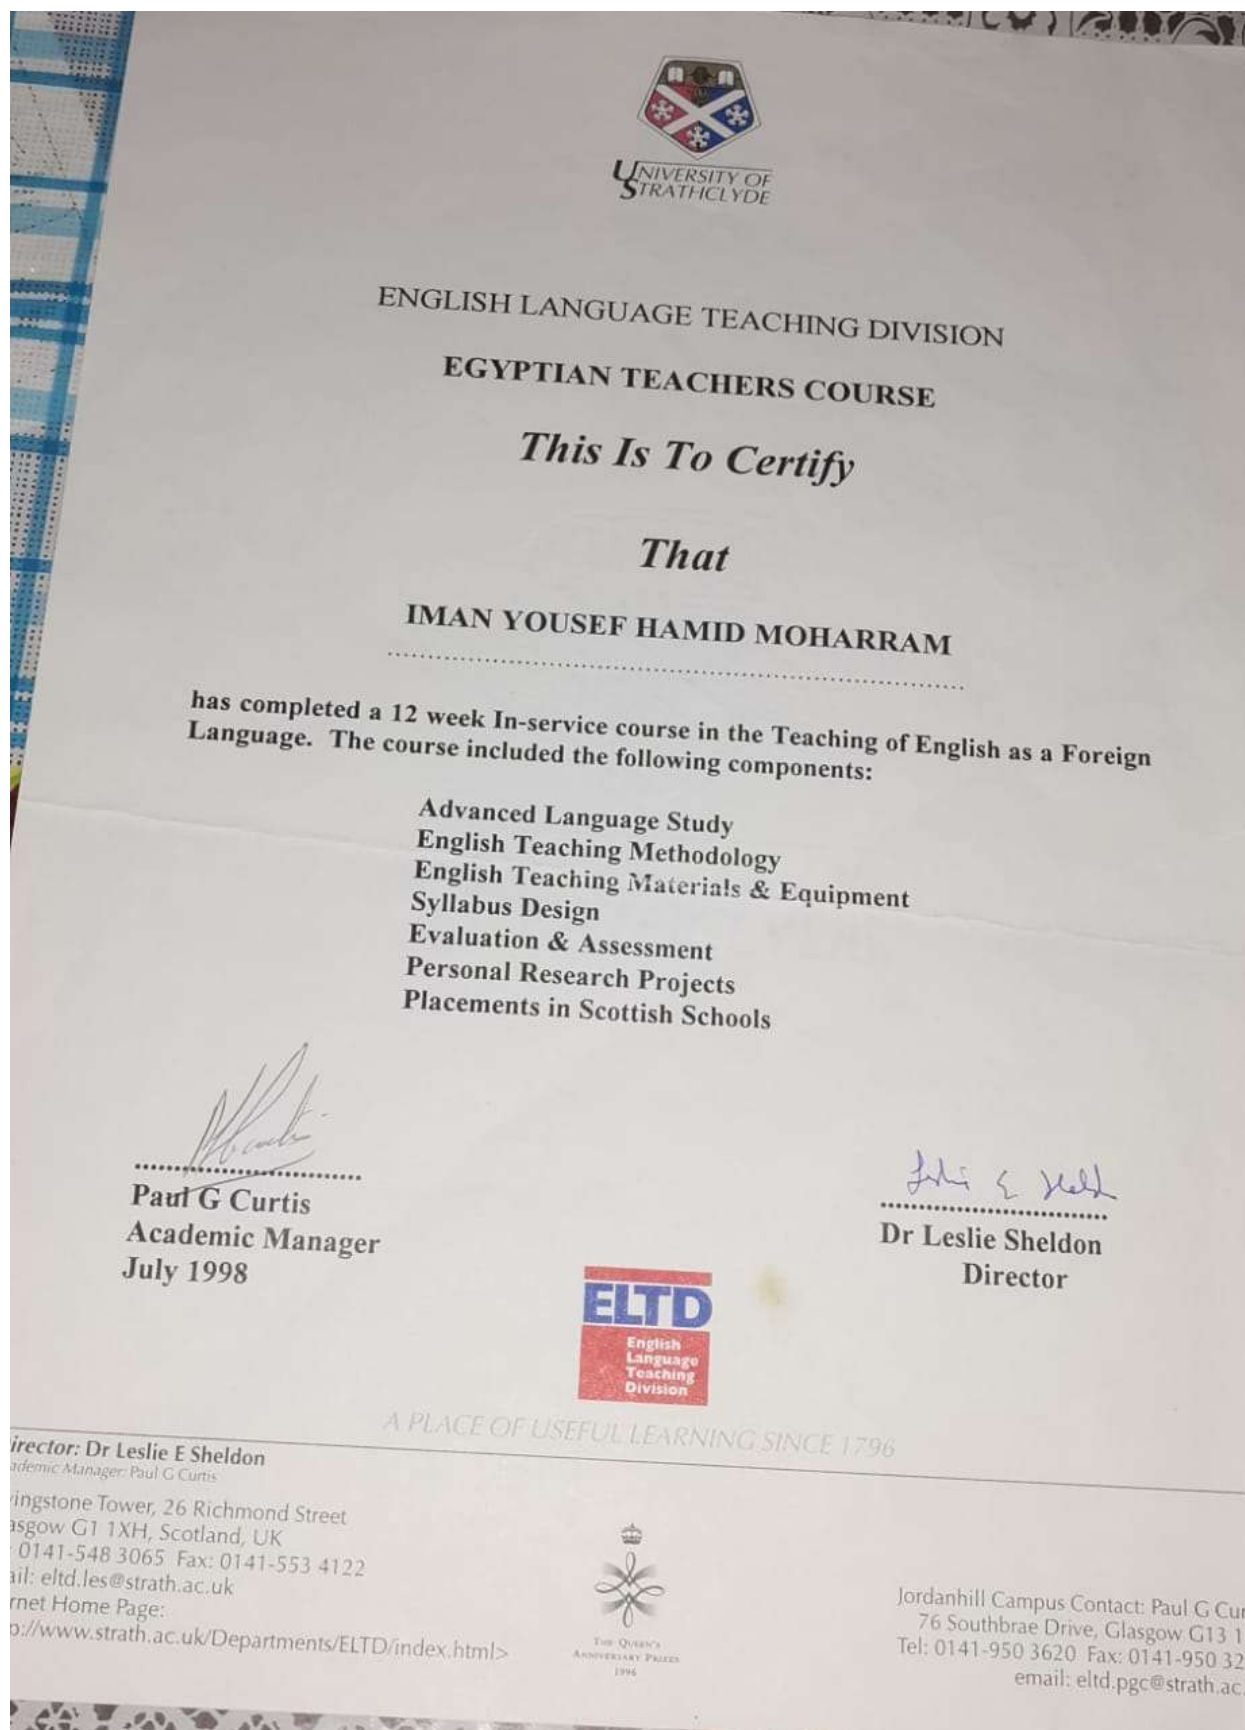 UNIVERSITY OF
STRATHCLYDE
ENGLISH LANGUAGE TEACHING DIVISION
EGYPTIAN TEACHERS COURSE
This Is To Certify
That
IMAN YOUSEF HAMID MOHARRAM
has completed a 12 week In-service course in the Teaching of English as a Foreign
Language. The course included the following components:
Advanced Language Study
English Teaching Methodology
English Teaching Materials & Equipment
Syllabus Design
Evaluation & Assessment
Personal Research Projects
Placements in Scottish Schools
Paul G Curtis
Academic Manager
July 1998
Leslie E Sheldon
Dr Leslie Sheldon
Director
ELTD
English
Language
Teaching
Division
A PLACE OF USEFUL LEARNING SINCE 1796
irector: Dr Leslie E Sheldon
ademic Manager: Paul G Curtis
ingstone Tower, 26 Richmond Street
asgow G1 1XH, Scotland, UK
0141-548 3065 Fax: 0141-553 4122
ail: eltd.les@strath.ac.uk
rnet Home Page:
p://www.strath.ac.uk/Departments/ELTD/index.html>
THE QUEEN'S
ANNIVERSARY PRIZES
1996
Jordanhill Campus Contact: Paul G Cur
76 Southbrae Drive, Glasgow G13 1
Tel: 0141-950 3620 Fax: 0141-950 32
email: eltd.pgc@strath.ac.